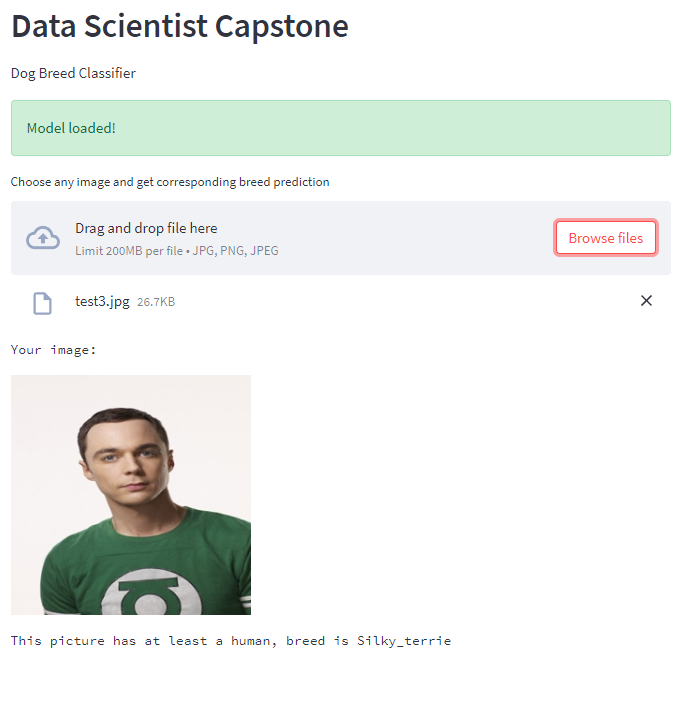 Data Scientist Capstone
Dog Breed Classifier
Model loaded!
Choose any image and get corresponding breed prediction
Drag and drop file here
Limit 200MB per file • JPG, PNG, JPEG
Browse files
test3.jpg 26.7KB
Your image:
This picture has at least a human, breed is Silky_terrie